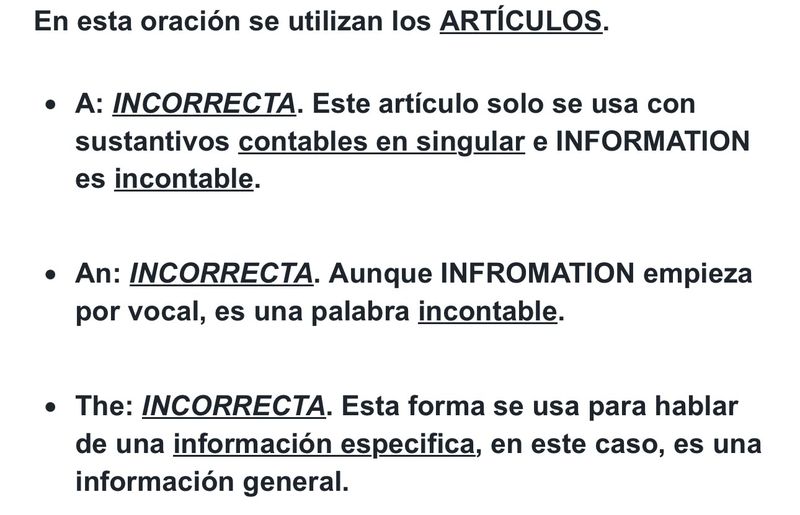 En esta oración se utilizan los ARTÍCULOS.
• A: INCORRECTA. Este artículo solo se usa con
sustantivos contables en singular e INFORMATION
es incontable.
• An: INCORRECTA. Aunque INFROMATION empieza
por vocal, es una palabra incontable.
• The: INCORRECTA. Esta forma se usa para hablar
de una información especifica, en este caso, es una
información general.